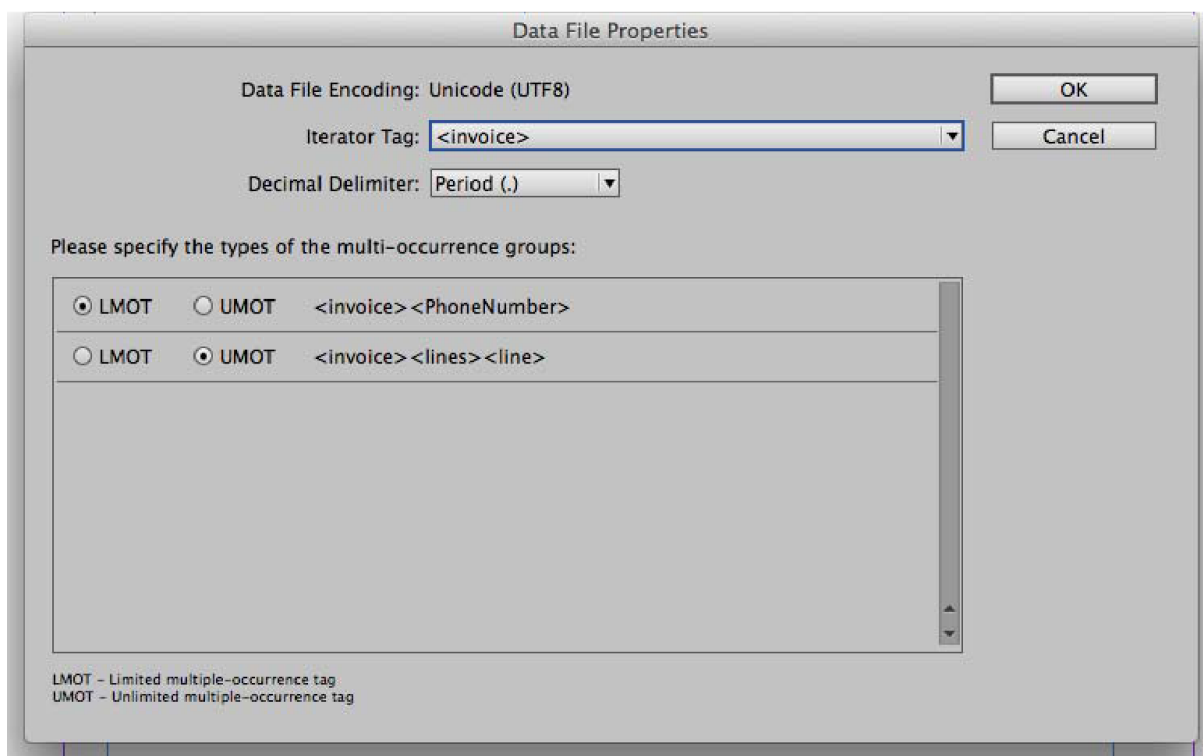 Data File Properties
Data File Encoding: Unicode (UTF8)
OK
Iterator Tag: <invoice>
Cancel
Decimal Delimiter: Period (.)
Please specify the types of the multi-occurrence groups:
LMOT UMOT <invoice><PhoneNumber>
LMOT UMOT <invoice><lines><line>
LMOT - Limited multiple-occurrence tag
UMOT - Unlimited multiple-occurrence tag